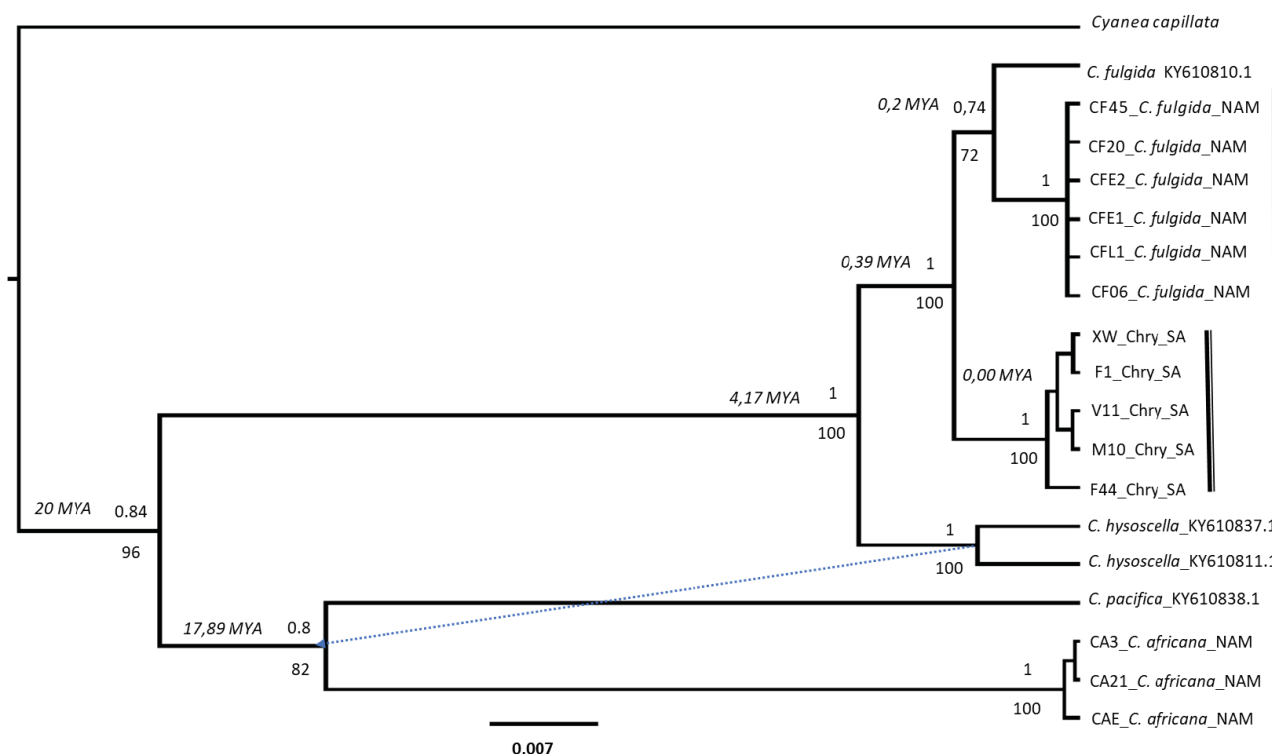 Cyanea capillata
C. fulgida KY610810.1
0,2 MYA 0,74
CF45_C. fulgida_NAM
72
CF20_C. fulgida_NAM
1
CFE2_C. fulgida_NAM
100
CFE1_C. fulgida_NAM
CFL1_C. fulgida_NAM
0,39 MYA 1
100
CF06_C. fulgida_NAM
XW_Chry_SA
0,00 MYA
F1_Chry_SA
4,17 MYA 1
100
V11_Chry_SA
1
100
M10_Chry_SA
F44_Chry_SA
20 MYA 0.84
96
1
C. hysoscella_KY610837.1
100
C. hysoscella_KY610811.1
C. pacifica_KY610838.1
17,89 MYA 0.8
82
CA3_C. africana_NAM
1
CA21_C. africana_NAM
100
CAE_C. africana_NAM
0.007